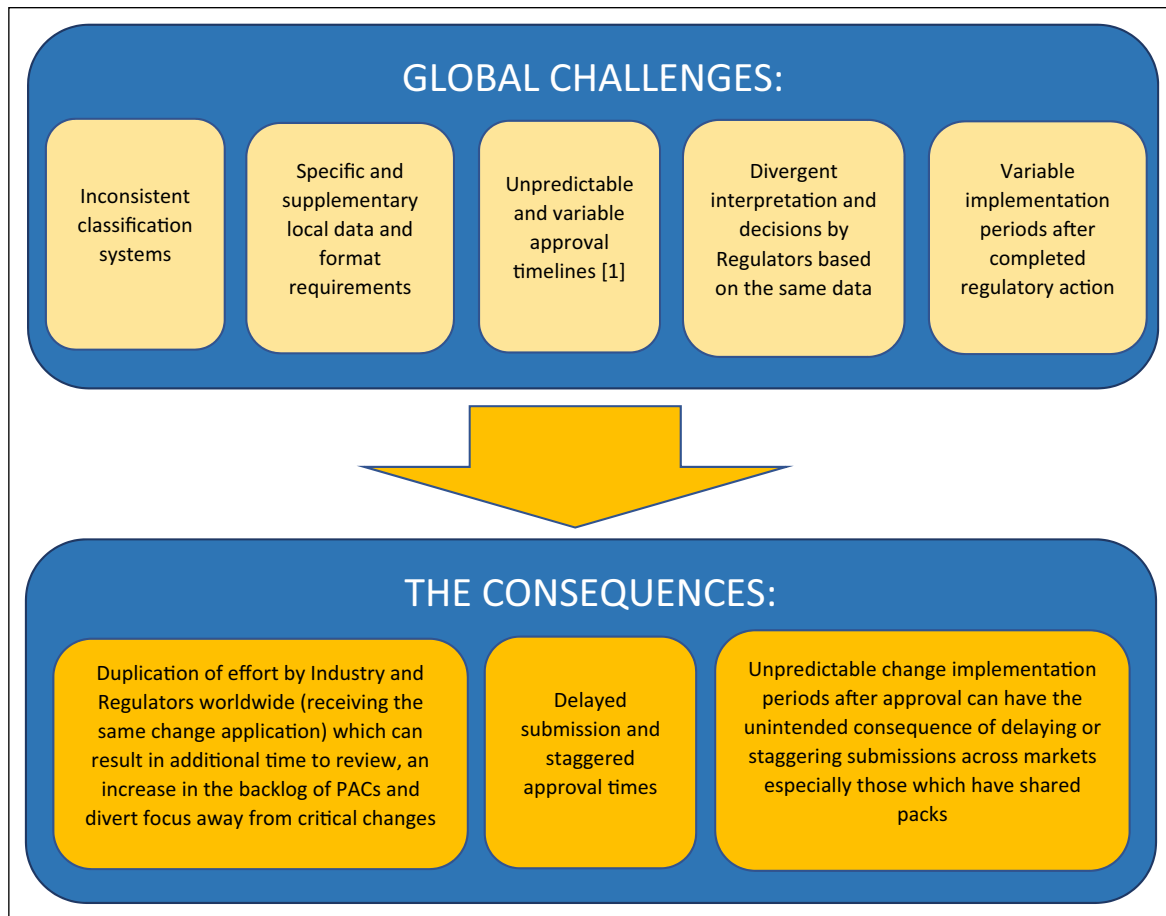 GLOBAL CHALLENGES:
Inconsistent
classification
systems
Specific and
supplementary
local data and
format
requirements
Unpredictable
and variable
approval
timelines [1]
Divergent
interpretation and
decisions by
Regulators based
on the same data
Variable
implementation
periods after
completed
regulatory action
THE CONSEQUENCES:
Duplication of effort by Industry and
Regulators worldwide (receiving the
same change application) which can
result in additional time to review, an
increase in the backlog of PACs and
divert focus away from critical changes
Delayed
submission and
staggered
approval times
Unpredictable change implementation
periods after approval can have the
unintended consequence of delaying or
staggering submissions across markets
especially those which have shared
packs